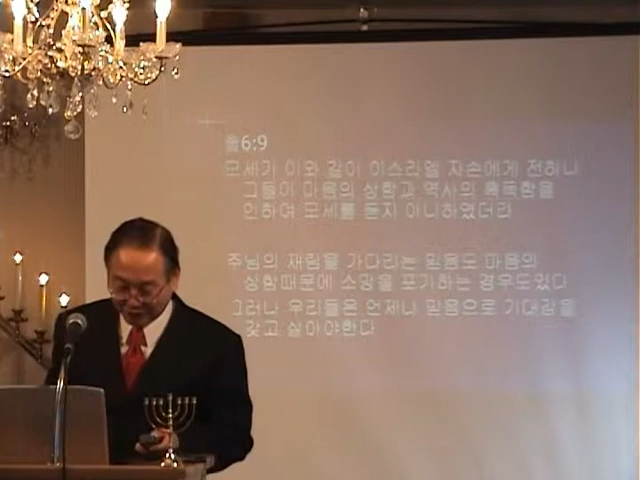 출6:9
모세가 이와 같이 이스라엘 자손에게 전하나
그들이 마음의 상함과 역사의 혹독함을
인하여 모세를 듣지 아니하였더라
주님의 재림을 기다리는 믿음도 마음의
상함때문에 소망을 포기하는 경우도있다
그러나 우리들은 언제나 믿음으로 기대감을
갖고 살아야한다